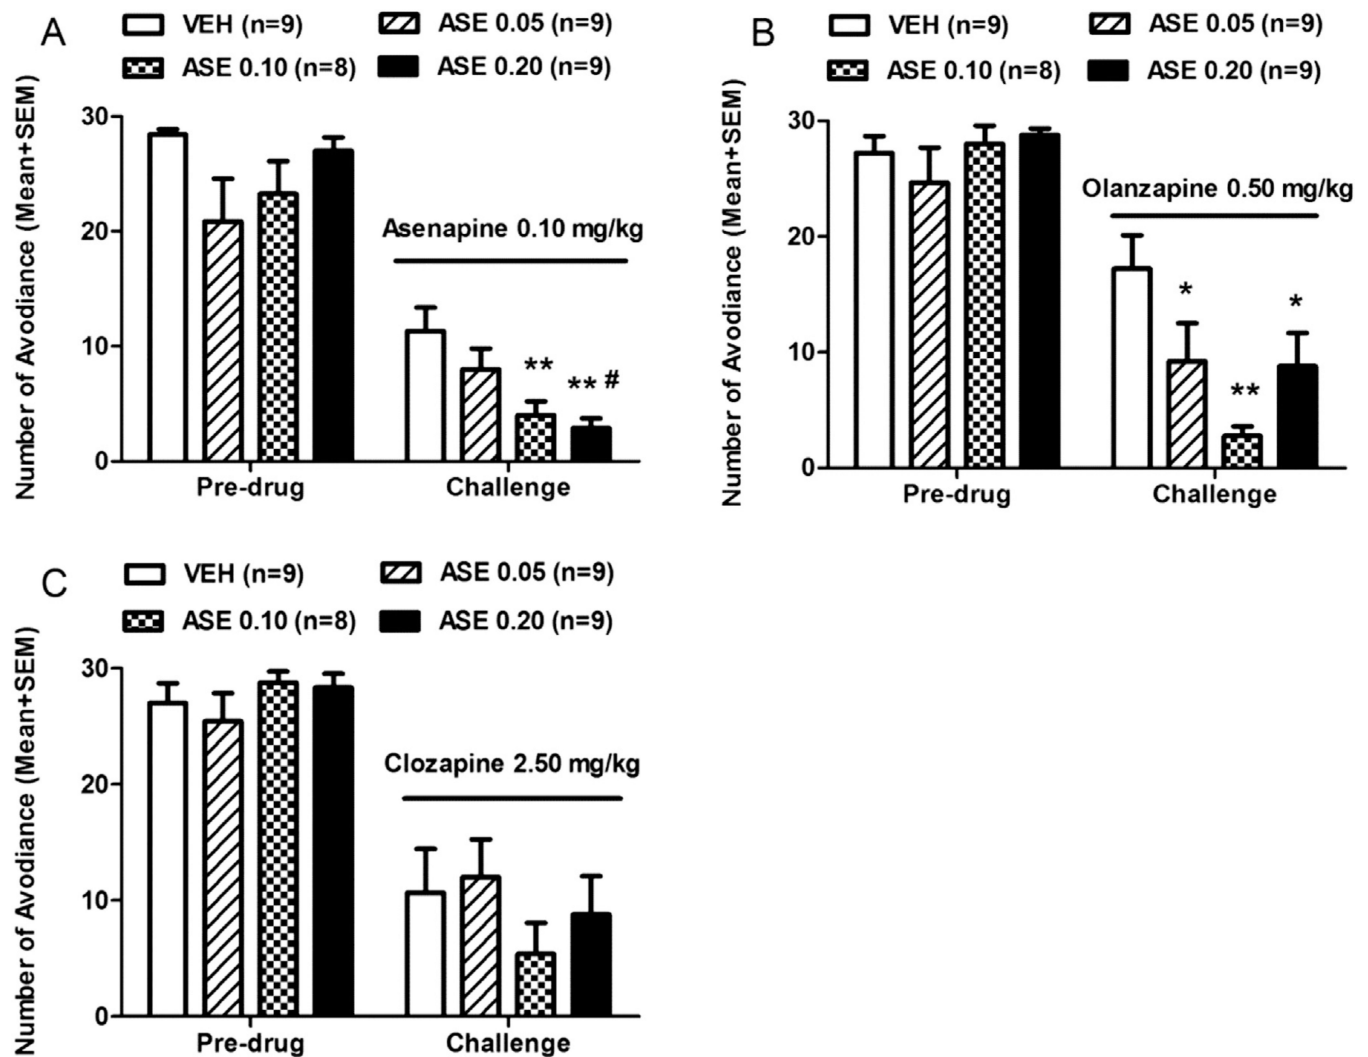 A
VEH (n=9) ASE 0.05 (n=9)
ASE 0.10 (n=8) ASE 0.20 (n=9)
Number of Avodiance (Mean+SEM)
30
20
10
0
Asenapine 0.10 mg/kg
**
** #
Pre-drug Challenge
B
VEH (n=9) ASE 0.05 (n=9)
ASE 0.10 (n=8) ASE 0.20 (n=9)
Number of Avodiance (Mean+SEM)
30
20
10
0
Olanzapine 0.50 mg/kg
*
**
*
Pre-drug Challenge
C
VEH (n=9) ASE 0.05 (n=9)
ASE 0.10 (n=8) ASE 0.20 (n=9)
Number of Avodiance (Mean+SEM)
30
20
10
0
Clozapine 2.50 mg/kg
Pre-drug Challenge